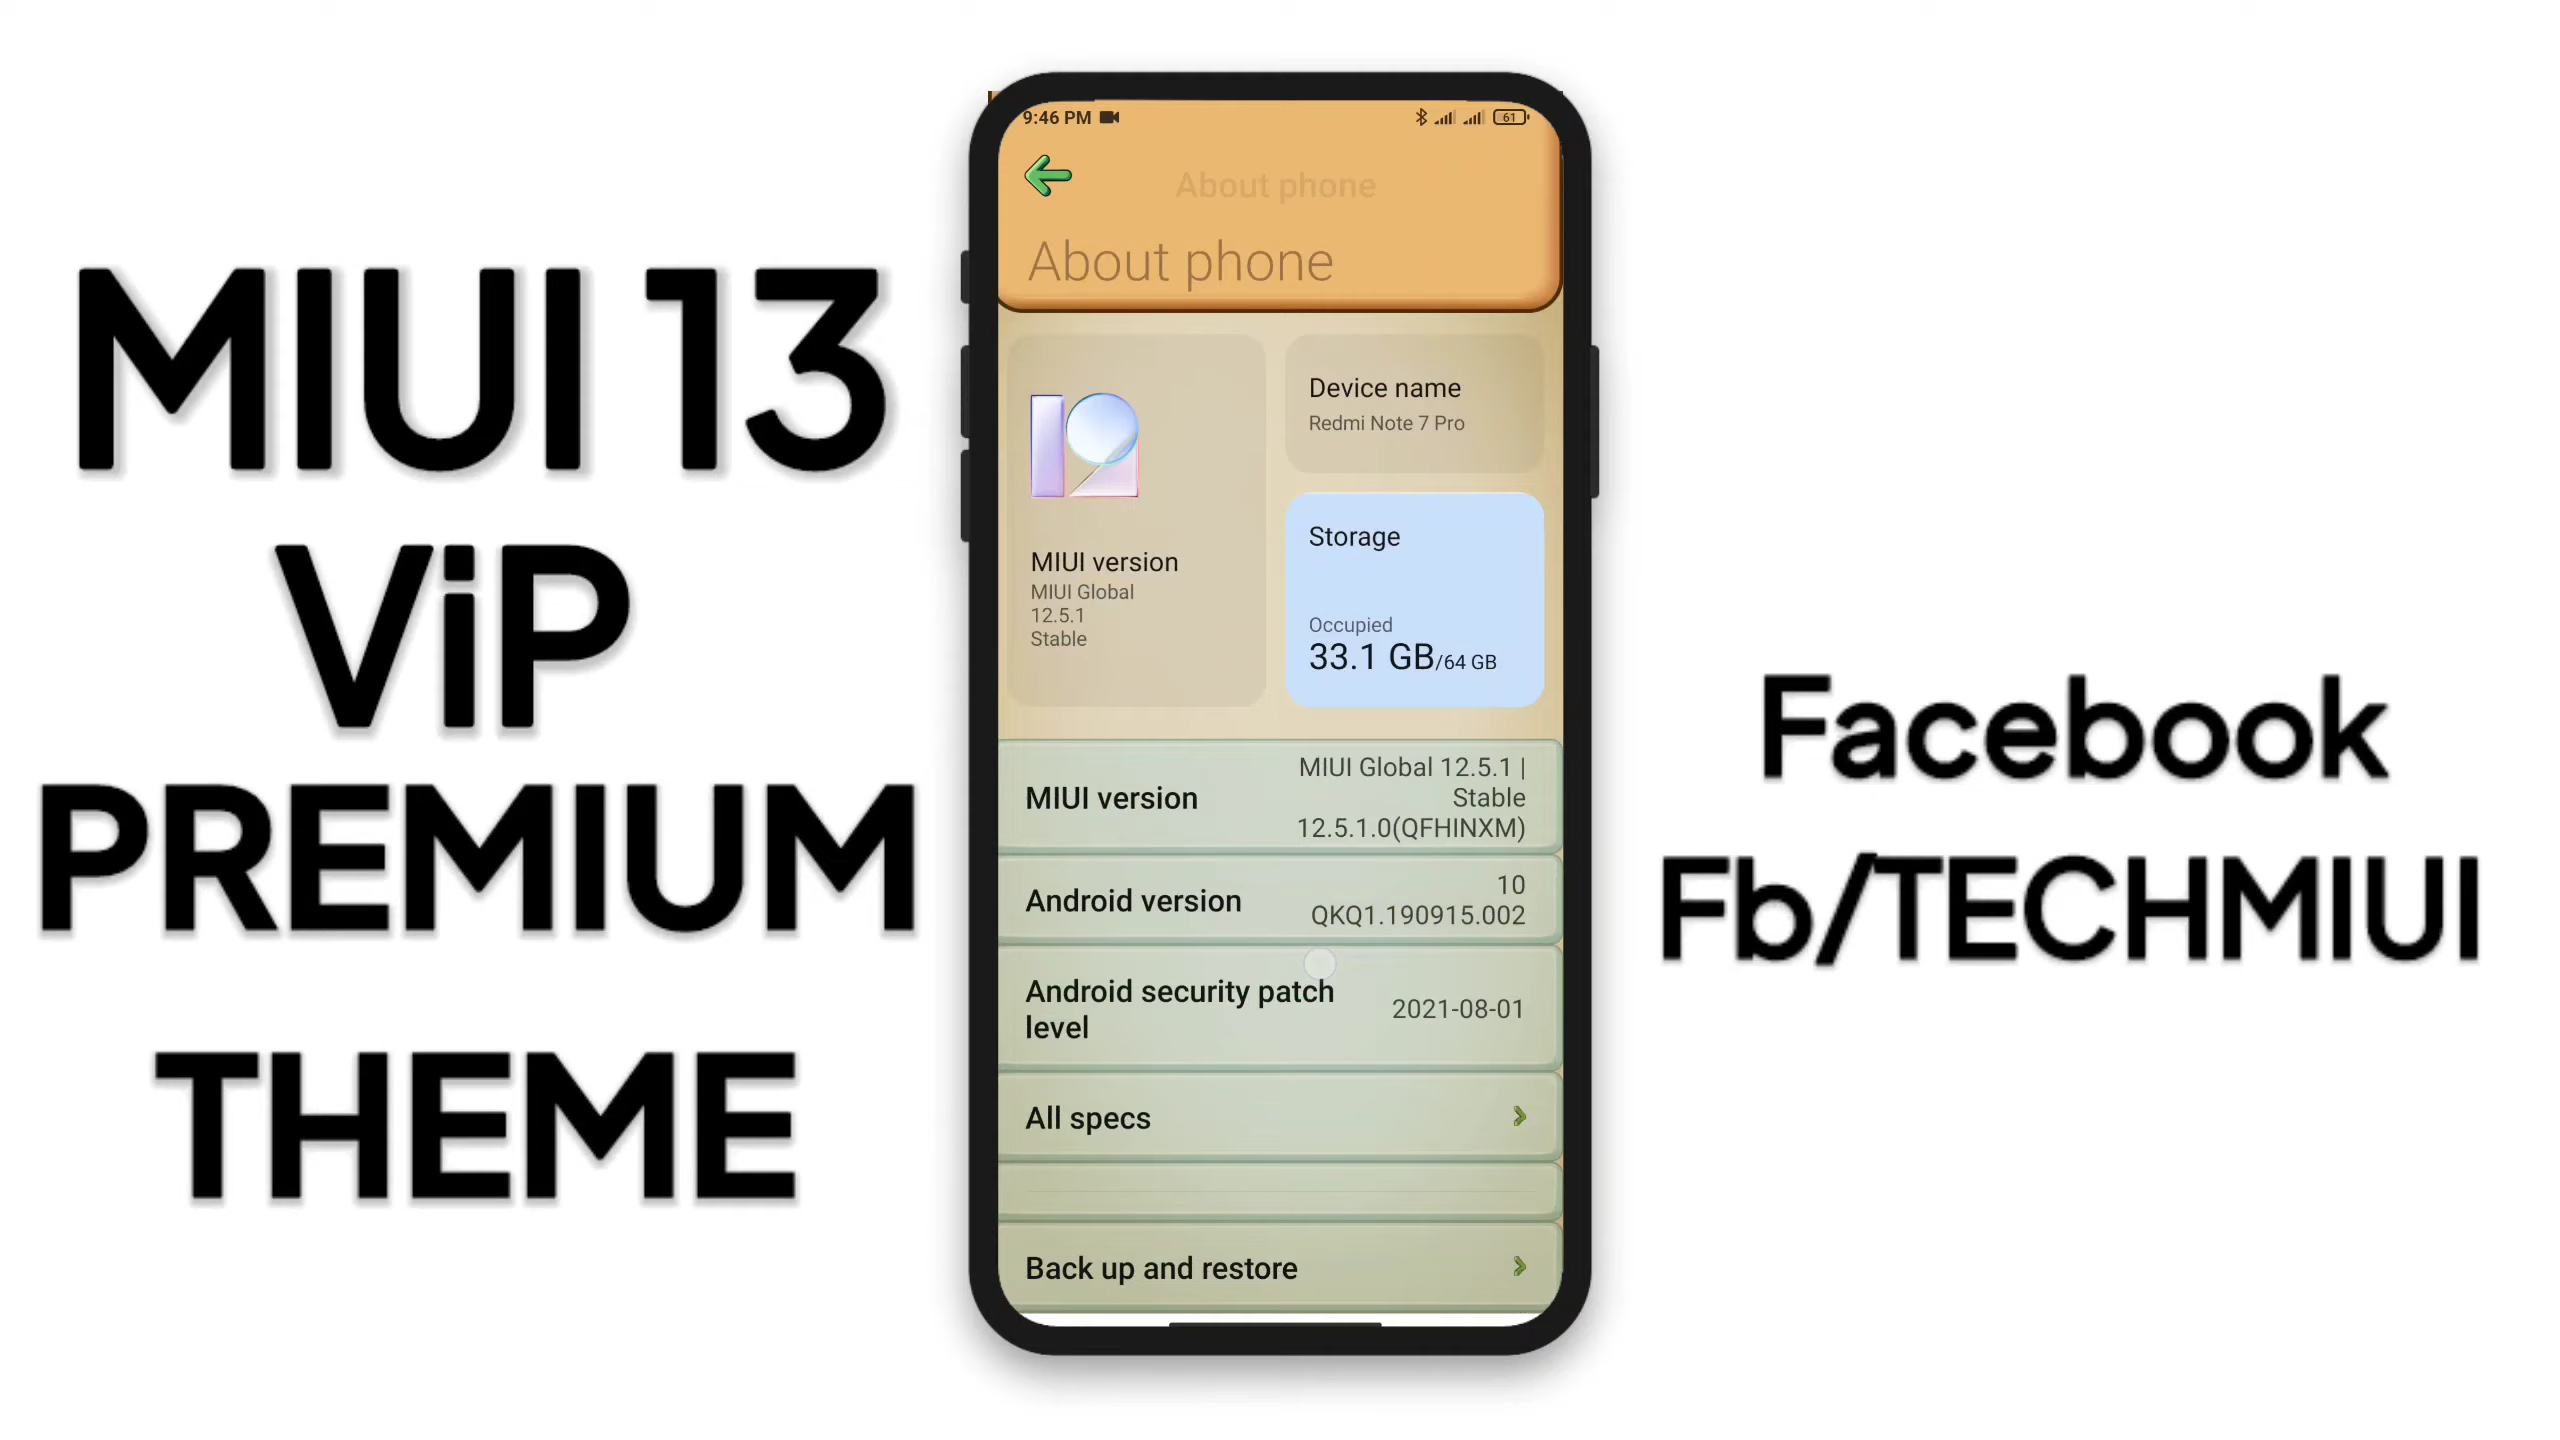 MIUI 13
ViP
PREMIUM
THEME
9:46 PM
61
About phone
About phone
12
MIUI version
MIUI Global
12.5.1
Stable
Device name
Redmi Note 7 Pro
Storage
Occupied
33.1 GB/64 GB
MIUI version
MIUI Global 12.5.1 |
Stable
12.5.1.0(QFHINXM)
Android version
10
QKQ1.190915.002
Android security patch
level
2021-08-01
All specs
Back up and restore
Facebook
Fb/TECHMIUI